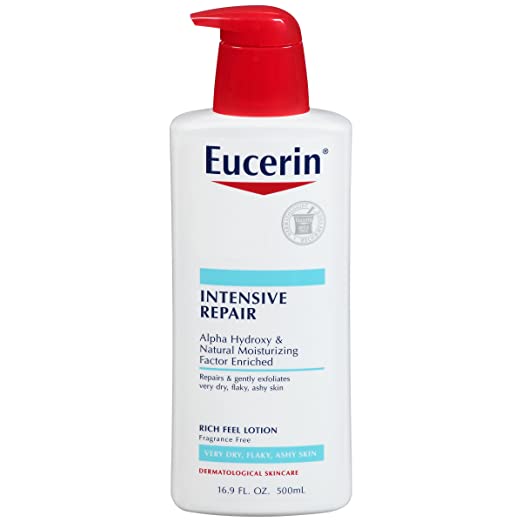 Eucerin®
INTENSIVE
REPAIR
Alpha Hydroxy &
Natural Moisturizing
Factor Enriched
Repairs & gently exfoliates
very dry, flaky, ashy skin
RICH FEEL LOTION
Fragrance Free
VERY DRY, FLAKY, ASHY SKIN
DERMATOLOGICAL SKINCARE
16.9 FL. OZ. 500mL